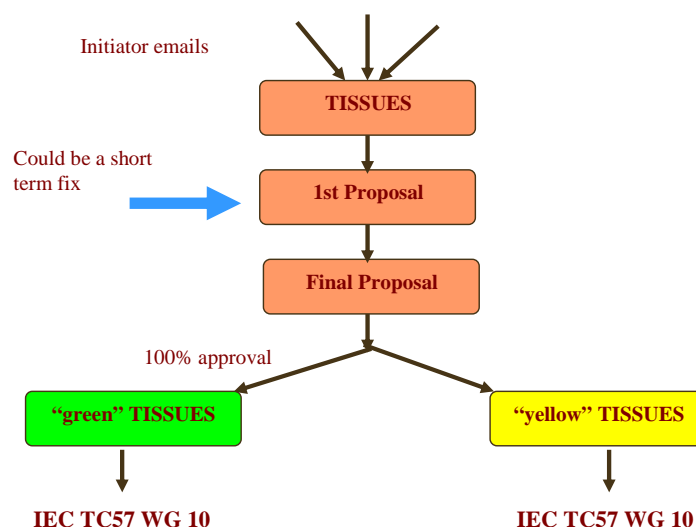 Initiator emails
TISSUES
Could be a short
term fix
1st Proposal
Final Proposal
100% approval
“green” TISSUES
“yellow” TISSUES
IEC TC57 WG 10
IEC TC57 WG 10